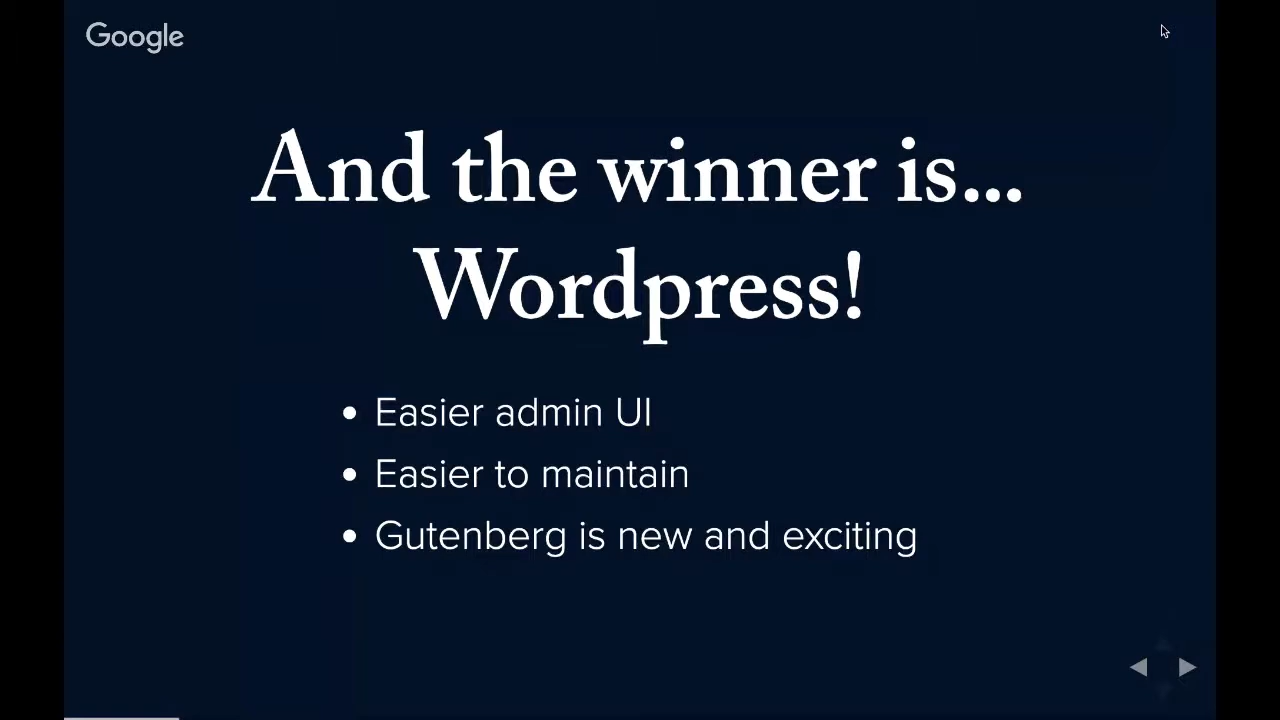 Google
And the winner is...
Wordpress!
• Easier admin UI
• Easier to maintain
• Gutenberg is new and exciting